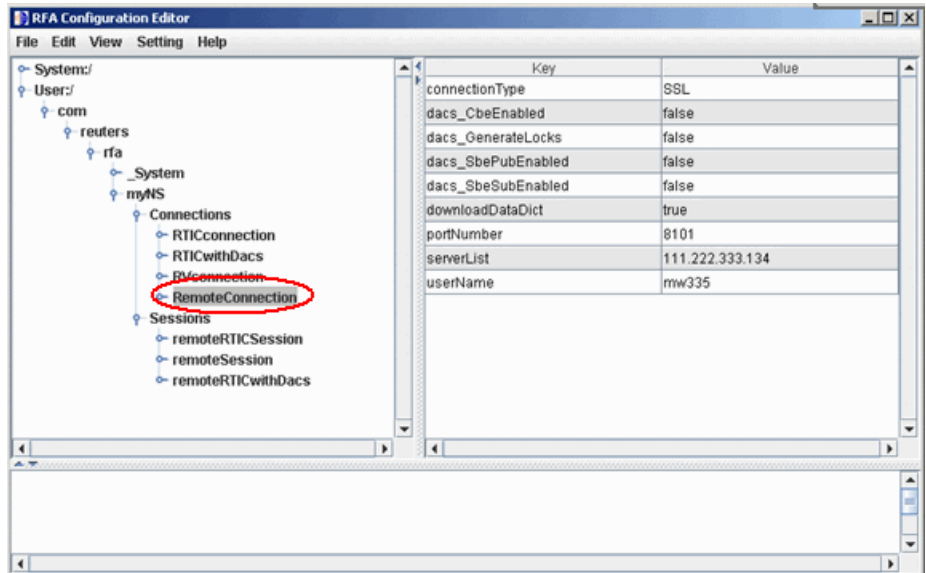 RFA Configuration Editor
File Edit View Setting Help
System:/
User:/
com
reuters
rfa
_System
myNS
Connections
RTICconnection
RTICwithDacs
RVconnection
RemoteConnection
Sessions
remoteRTICSession
remoteSession
remoteRTICwithDacs
Key Value
connectionType SSL
dacs_CbeEnabled false
dacs_GenerateLocks false
dacs_SbePubEnabled false
dacs_SbeSubEnabled false
downloadDataDict true
portNumber 8101
serverList 111.222.333.134
userName mw335